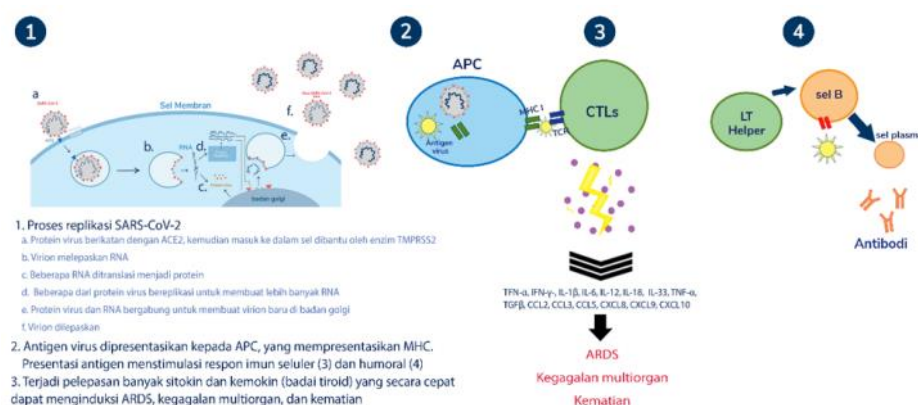 1
2
3
4
APC
a.
Sel Membran
f.
b.
RNA
d.
e.
c.
badan golgi
Antigen
virus
MHC I
TCR
CTLs
LT
Helper
sel B
sel plasm
Antibodi
TFN-α, IFN-γ-, IL-1β, IL-6, IL-12, IL-18, IL-33, TNF-α,
TGFβ, CCL2, CCL3, CCL5, CXCL8, CXCL9, CXCL10
ARDS
Kegagalan multiorgan
Kematian
1. Proses replikasi SARS-CoV-2
a. Protein virus berikatan dengan ACE2, kemudian masuk ke dalam sel dibantu oleh enzim TMPRSS2
b. Virion melepaskan RNA
c. Beberapa RNA ditranslasi menjadi protein
d. Beberapa dari protein virus bereplikasi untuk membuat lebih banyak RNA
e. Protein virus dan RNA bergabung untuk membuat virion baru di badan golgi
f. Virion dilepaskan
2. Antigen virus dipresentasikan kepada APC, yang mempresentasikan MHC.
Presentasi antigen menstimulasi respon imun seluler (3) dan humoral (4)
3. Terjadi pelepasan banyak sitokin dan kemokin (badai tiroid) yang secara cepat
dapat menginduksi ARDS, kegagalan multiorgan, dan kematian